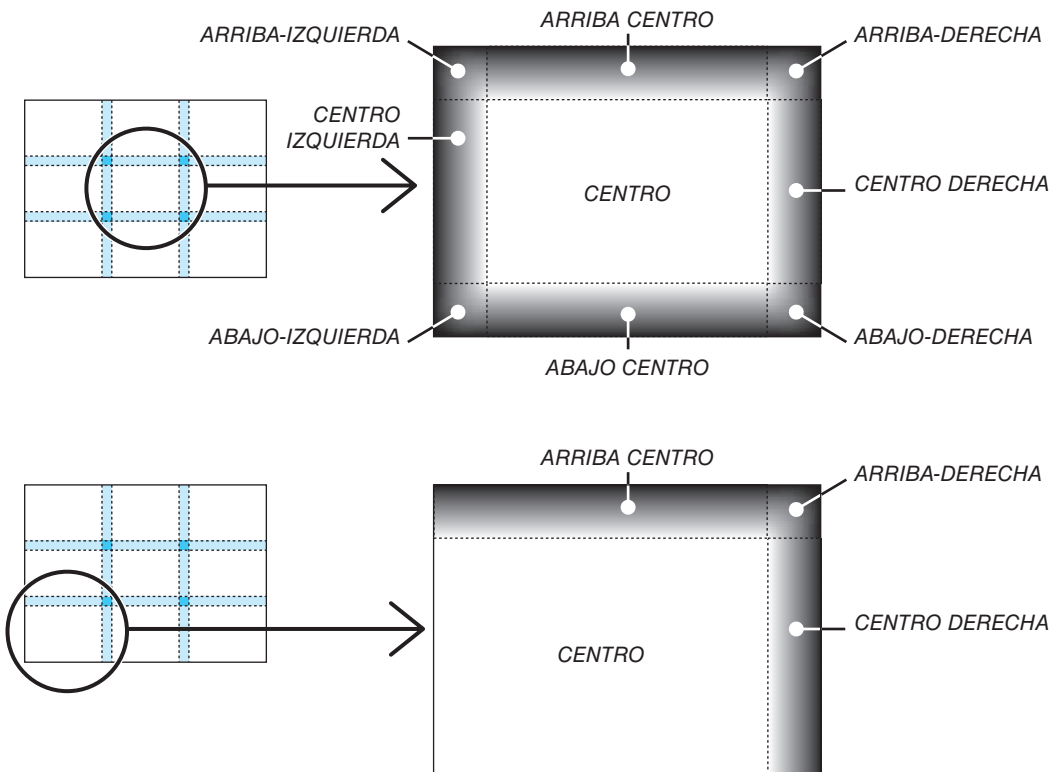 ARRIBA CENTRO
ARRIBA-IZQUIERDA
ARRIBA-DERECHA
CENTRO
IZQUIERDA
CENTRO
CENTRO DERECHA
ABAJO-IZQUIERDA
ABAJO-DERECHA
ABAJO CENTRO
ARRIBA CENTRO
ARRIBA-DERECHA
CENTRO DERECHA
CENTRO